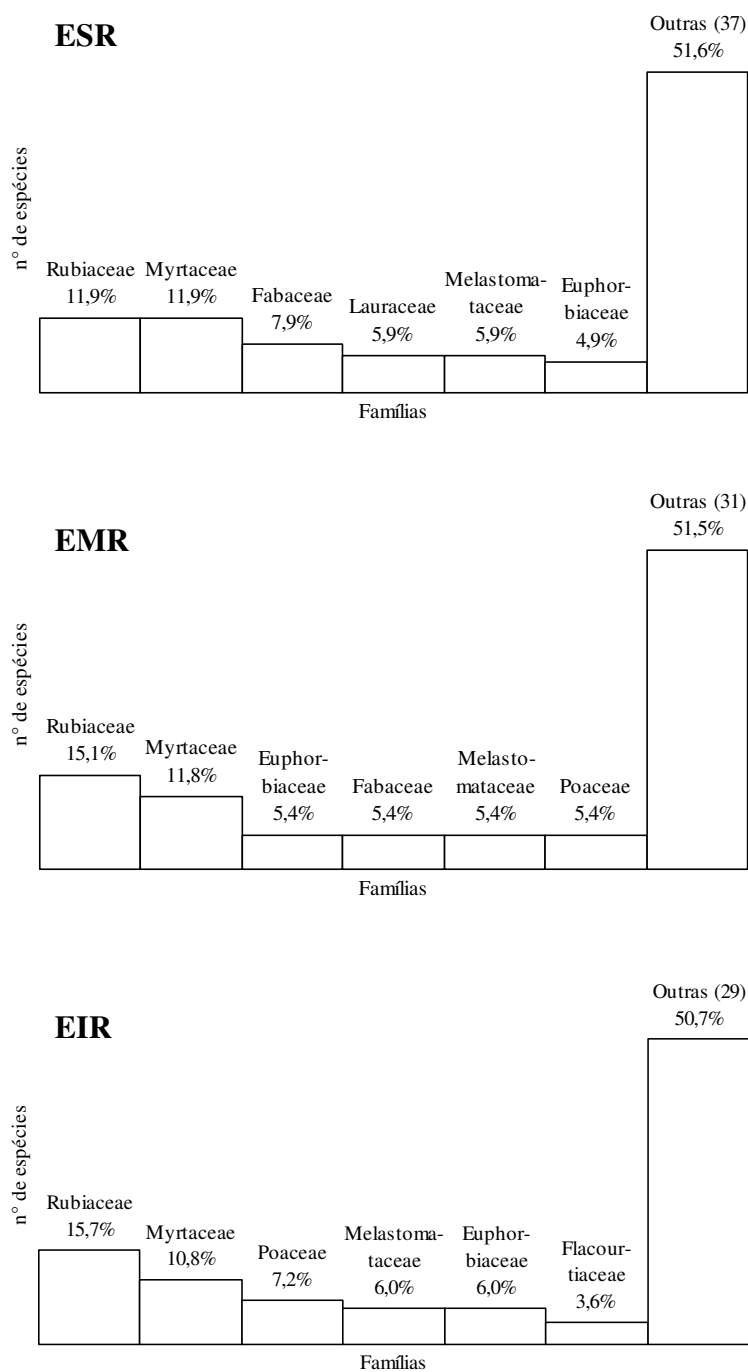 ESR
Outras (37)
51,6%
n° de espécies
Rubiaceae
11,9%
Myrtaceae
11,9%
Fabaceae
7,9%
Lauraceae
5,9%
Melastoma-
taceae
5,9%
Euphor-
biaceae
4,9%
Famílias
EMR
Outras (31)
51,5%
n° de espécies
Rubiaceae
15,1%
Myrtaceae
11,8%
Euphor-
biaceae
5,4%
Fabaceae
5,4%
Melasto-
mataceae
5,4%
Poaceae
5,4%
Famílias
EIR
Outras (29)
50,7%
n° de espécies
Rubiaceae
15,7%
Myrtaceae
10,8%
Poaceae
7,2%
Melastoma-
taceae
6,0%
Euphor-
biaceae
6,0%
Flacour-
tiaceae
3,6%
Famílias